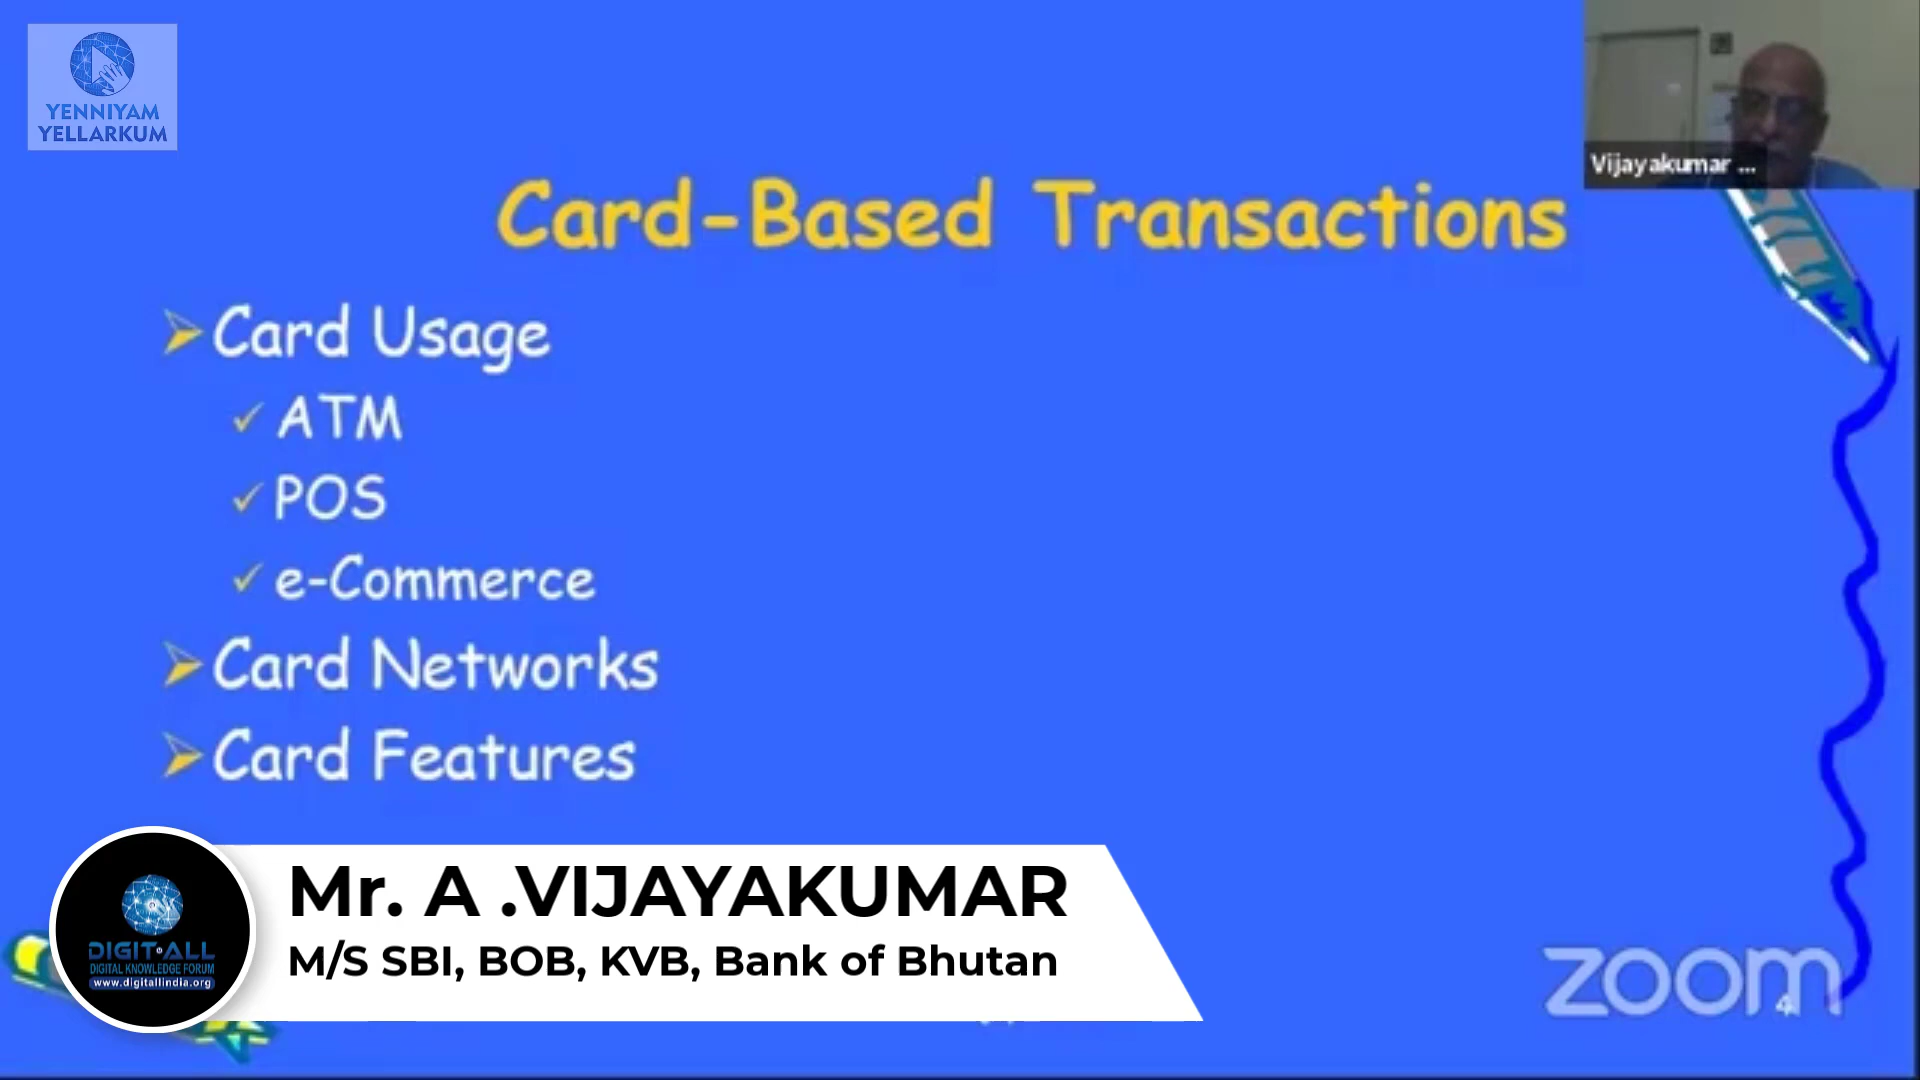 YENNIYAM
YELLARKUM
Vijayakumar ...
Card-Based Transactions
Card Usage
ATM
POS
e-Commerce
Card Networks
Card Features
Mr. A .VIJAYAKUMAR
M/S SBI, BOB, KVB, Bank of Bhutan
DIGIT ALL
DIGITAL KNOWLEDGE FORUM
www.digitallindia.org
zoom
4